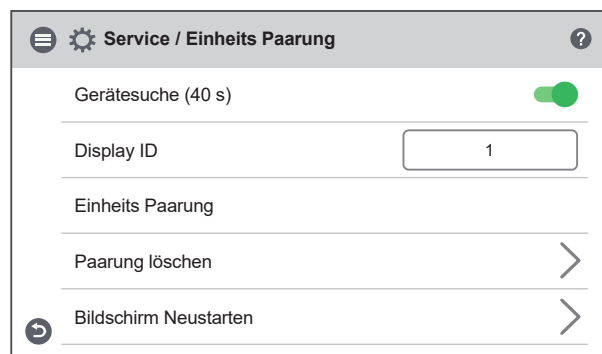 Service / Einheits Paarung ?
Gerätesuche (40 s)
Display ID 1
Einheits Paarung
Paarung löschen
Bildschirm Neustarten